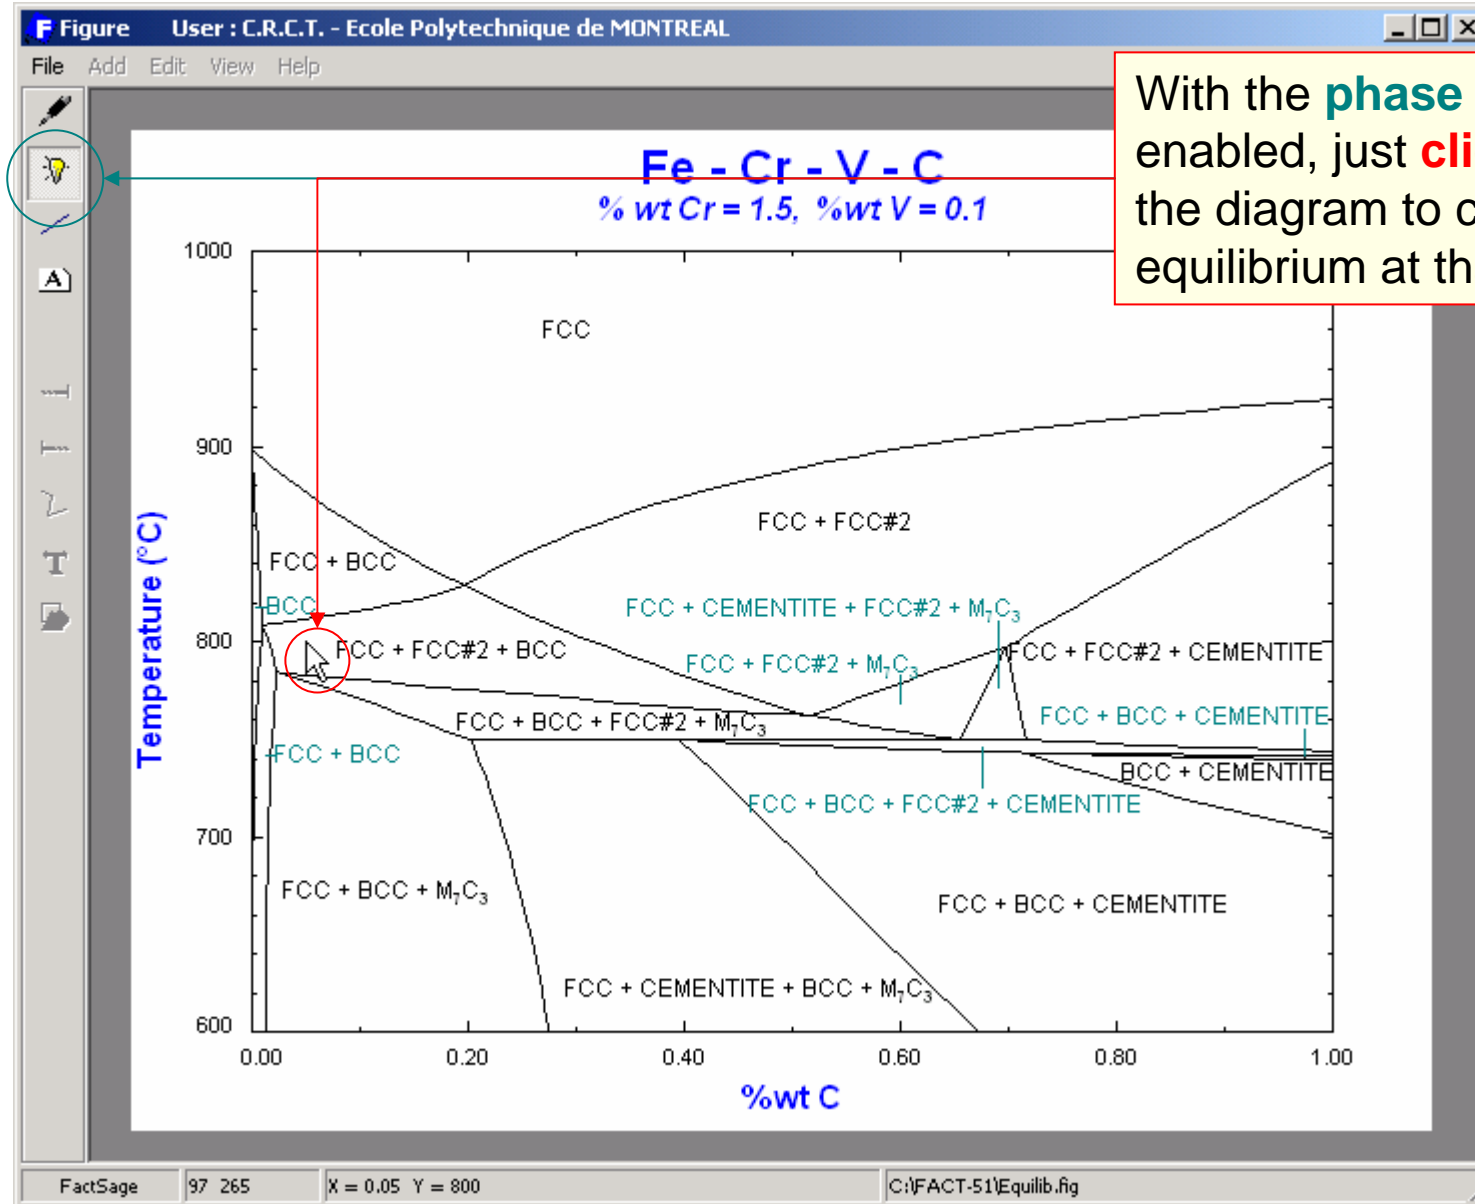 Figure User : C.R.C.T. - Ecole Polytechnique de MONTREAL
File Add Edit View Help
With the phase
enabled, just cli
the diagram to c
equilibrium at th
Fe - Cr - V - C
% wt Cr = 1.5, %wt V = 0.1
A
T
Temperature (°C)
1000
900
800
700
600
FCC
FCC + FCC#2
FCC + BCC
BCC
FCC + CEMENTITE + FCC#2 + M₇C₃
FCC + FCC#2 + BCC
FCC + FCC#2 + M₇C₃
FCC + FCC#2 + CEMENTITE
FCC + BCC + FCC#2 + M₇C₃
FCC + BCC + CEMENTITE
FCC + BCC
BCC + CEMENTITE
FCC + BCC + FCC#2 + CEMENTITE
FCC + BCC + M₇C₃
FCC + BCC + CEMENTITE
FCC + CEMENTITE + BCC + M₇C₃
0.00 0.20 0.40 0.60 0.80 1.00
%wt C
FactSage 97 265 X = 0.05 Y = 800 C:\FACT-51\Equilib.fig